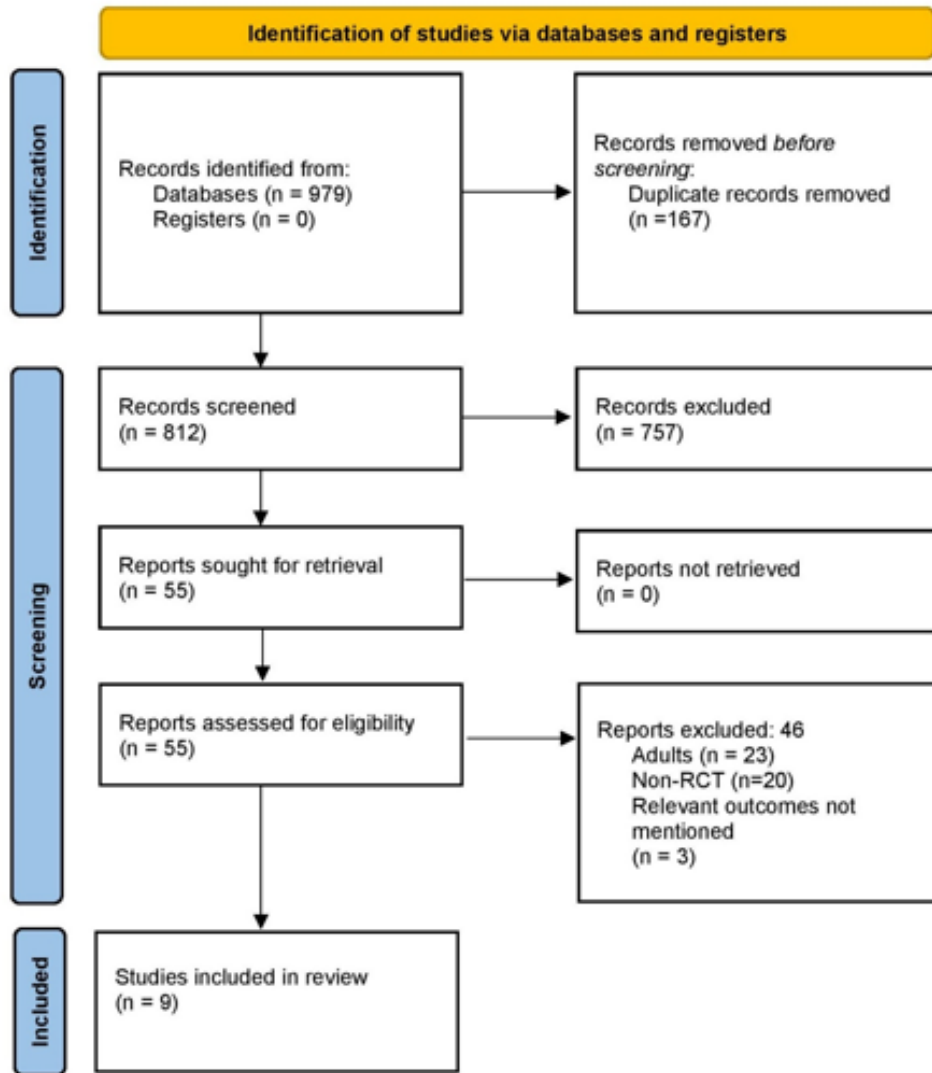 Identification of studies via databases and registers
Identification
Records identified from:
Databases (n = 979)
Registers (n = 0)
Records removed before
screening:
Duplicate records removed
(n =167)
Screening
Records screened
(n = 812)
Records excluded
(n = 757)
Reports sought for retrieval
(n = 55)
Reports not retrieved
(n = 0)
Reports assessed for eligibility
(n = 55)
Reports excluded: 46
Adults (n = 23)
Non-RCT (n=20)
Relevant outcomes not
mentioned
(n = 3)
Included
Studies included in review
(n = 9)